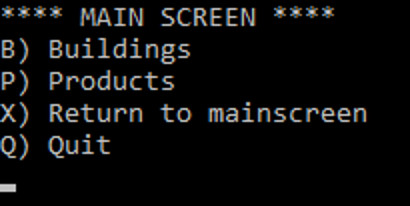 **** MAIN SCREEN ****
B) Buildings
P) Products
X) Return to mainscreen
Q) Quit